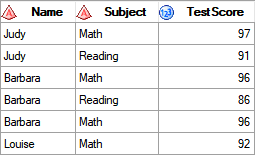 Name Subject TestScore
Judy Math 97
Judy Reading 91
Barbara Math 96
Barbara Reading 86
Barbara Math 96
Louise Math 92